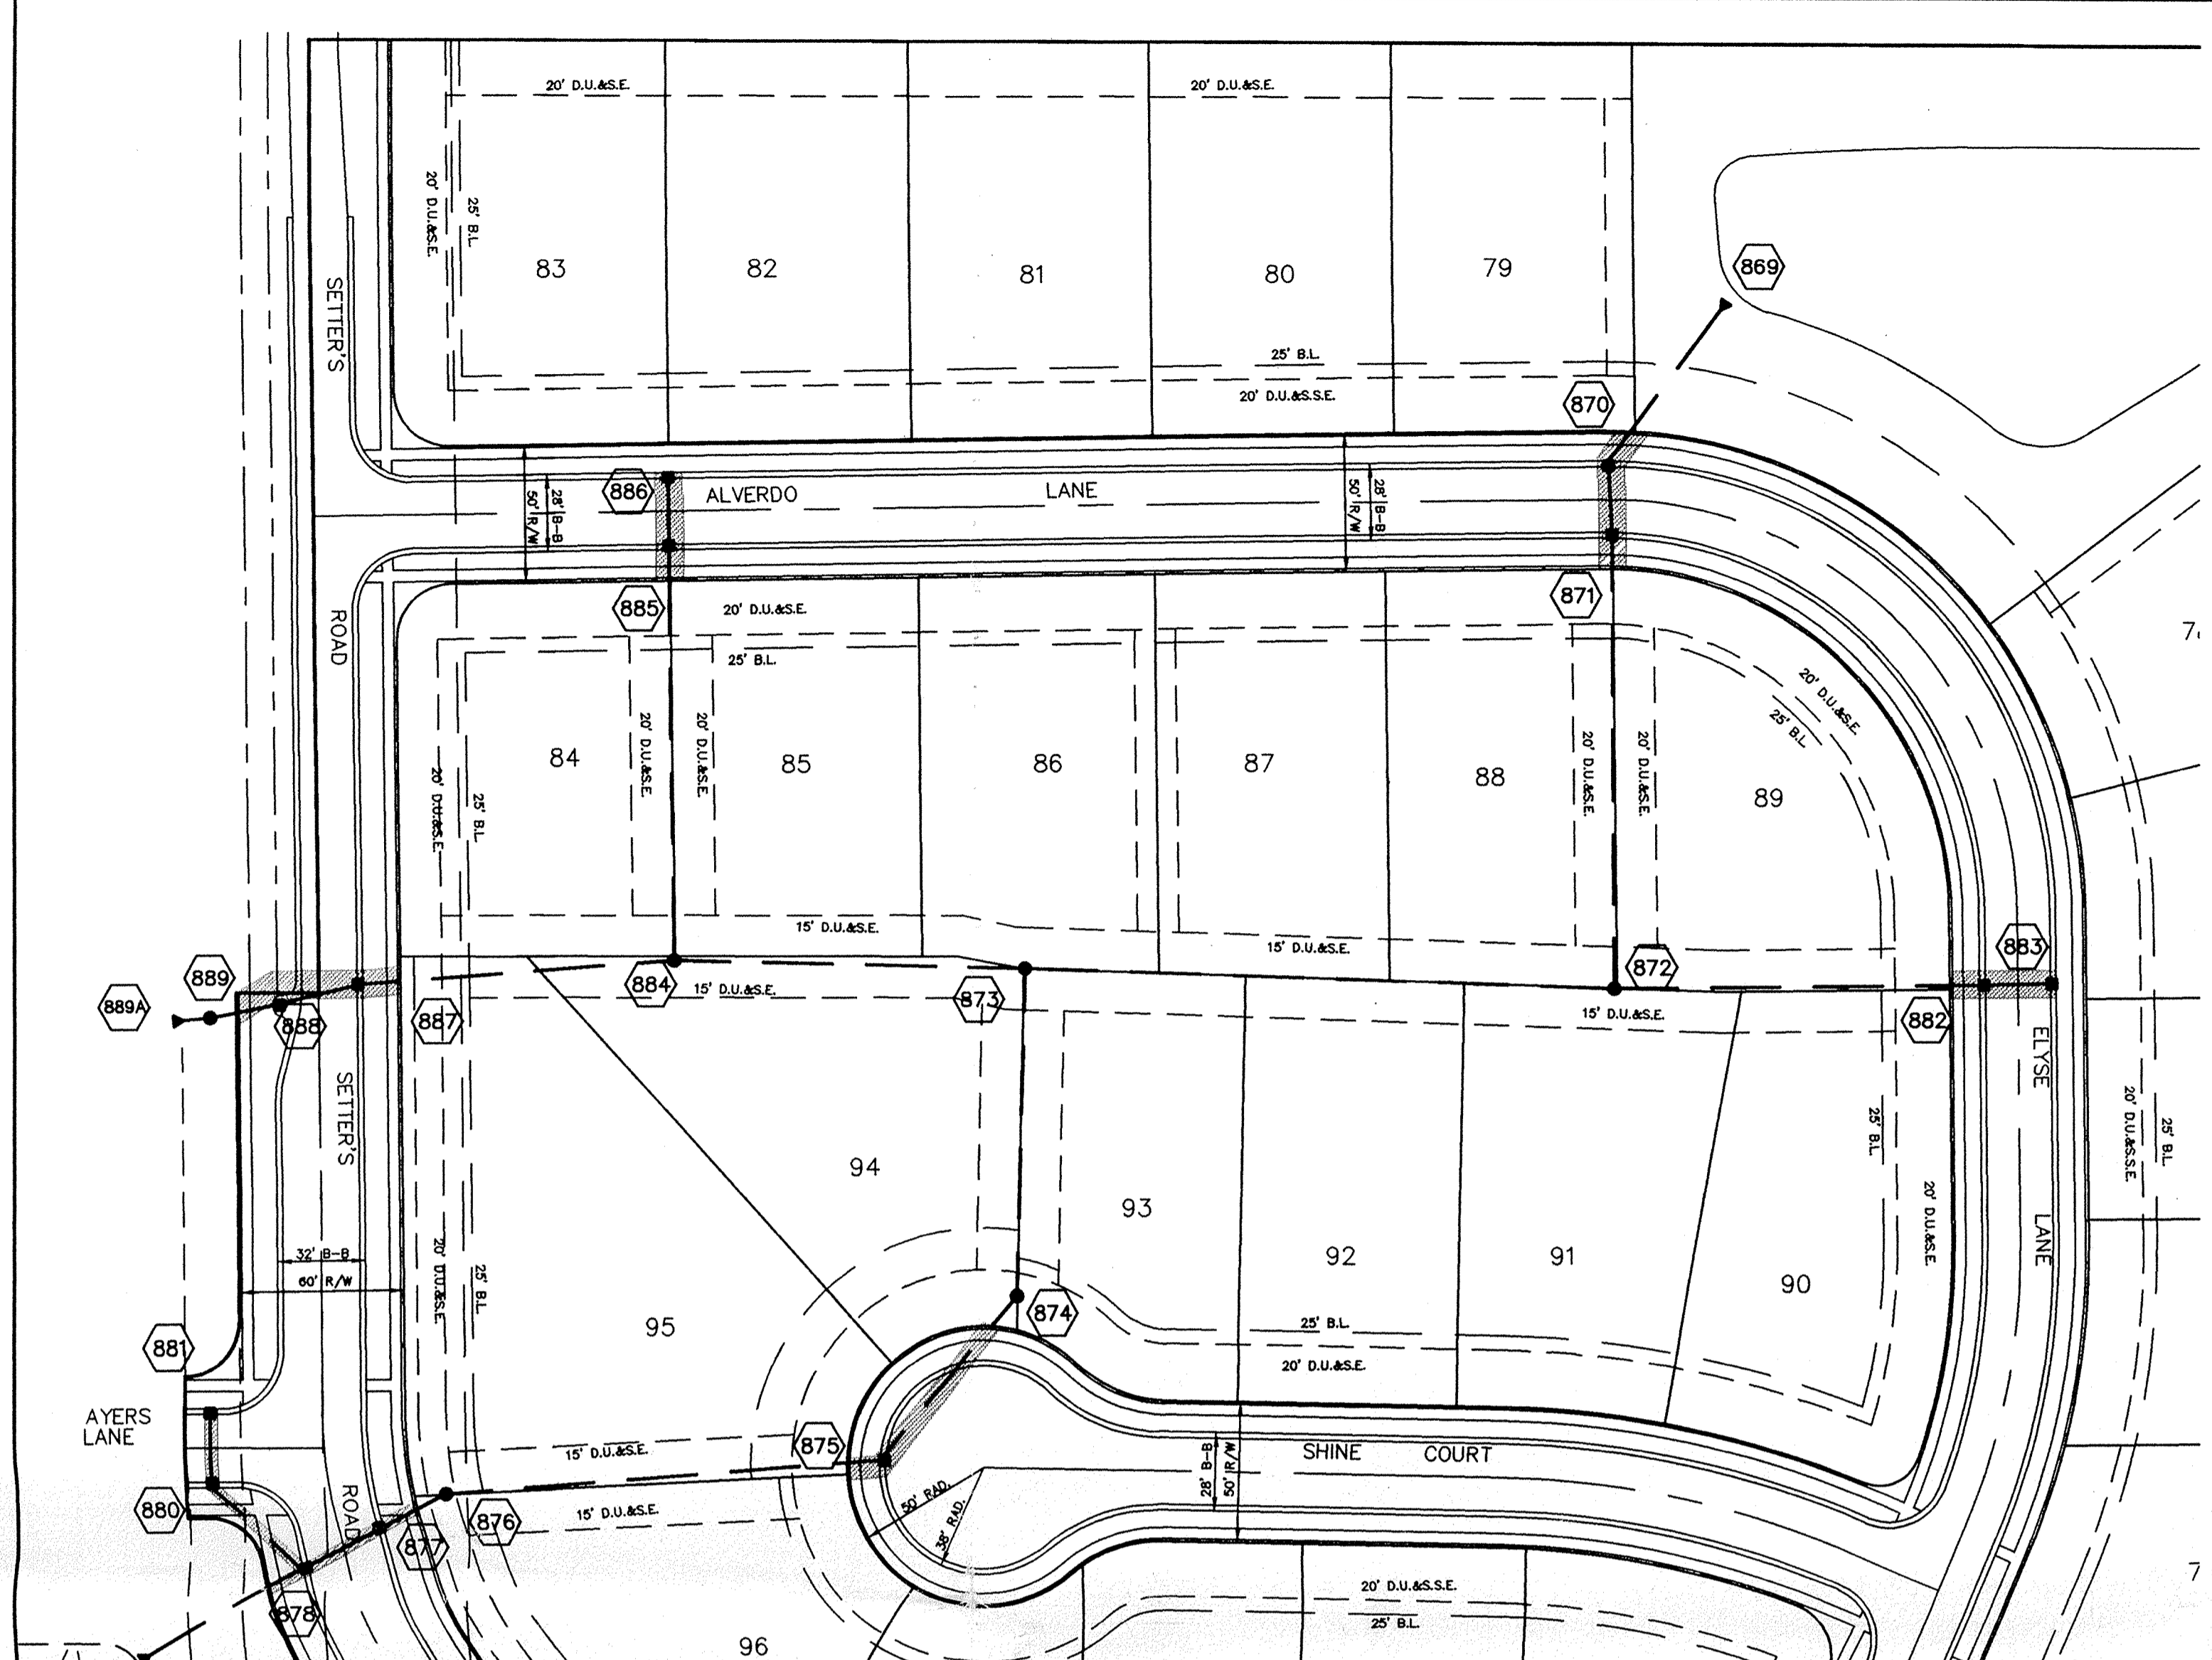 20' D.U.&S.E.
20' D.U.&S.E.
20' D.U.&S.E.
25' B.L.
83
82
81
80
79
869
SETTER'S
25' B.L.
20' D.U.&S.S.E.
870
886
ALVERDO
LANE
50' R/W
28' B-B
50' R/W
28' B-B
885
20' D.U.&S.E.
871
ROAD
25' B.L.
20' D.U.&S.E.
25' B.L.
84
20' D.U.&S.E.
20' D.U.&S.E.
85
86
87
88
20' D.U.&S.E.
20' D.U.&S.E.
89
20' D.U.&S.E.
25' B.L.
15' D.U.&S.E.
15' D.U.&S.E.
883
889
884
15' D.U.&S.E.
873
872
889A
888
887
15' D.U.&S.E.
882
ELYSE
SETTER'S
94
93
25' B.L.
20' D.U.&S.S.E.
25' B.L.
20' D.U.&S.E.
LANE
32' B-B
60' R/W
20' D.U.&S.E.
25' B.L.
95
92
91
90
874
25' B.L.
20' D.U.&S.E.
881
AYERS
LANE
875
15' D.U.&S.E.
SHINE
COURT
28' B-B
50' R/W
880
ROAD
876
15' D.U.&S.E.
50' RAD.
38' RAD.
877
878
20' D.U.&S.S.E.
25' B.L.
96